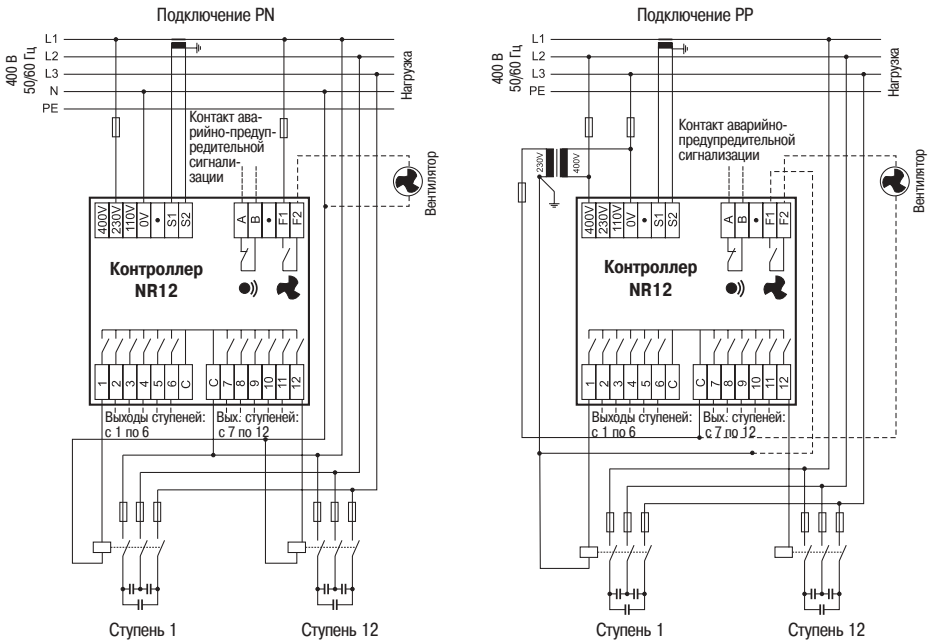 Подключение PN
L1
L2
L3
N
PE
400 В
50/60 Гц
Нагрузка
Контакт ава-
рийно-предуп-
редительной
сигнали-
зации
Вентилятор
400V
230V
110V
0V
•
S1
S2
A
B
•
F1
F2
Контроллер
NR12
1
2
3
4
5
6
C
C
7
8
9
10
11
12
Выходы ступеней:
с 1 по 6
Вых. ступеней:
с 7 по 12
Ступень 1
Ступень 12
Подключение PP
L1
L2
L3
PE
400 В
50/60 Гц
Нагрузка
Контакт аварийно-
предупредительной
сигнализации
230V
400V
Вентилятор
400V
230V
110V
0V
•
S1
S2
A
B
•
F1
F2
Контроллер
NR12
1
2
3
4
5
6
C
C
7
8
9
10
11
12
Выходы ступеней:
с 1 по 6
Вых. ступеней:
с 7 по 12
Ступень 1
Ступень 12